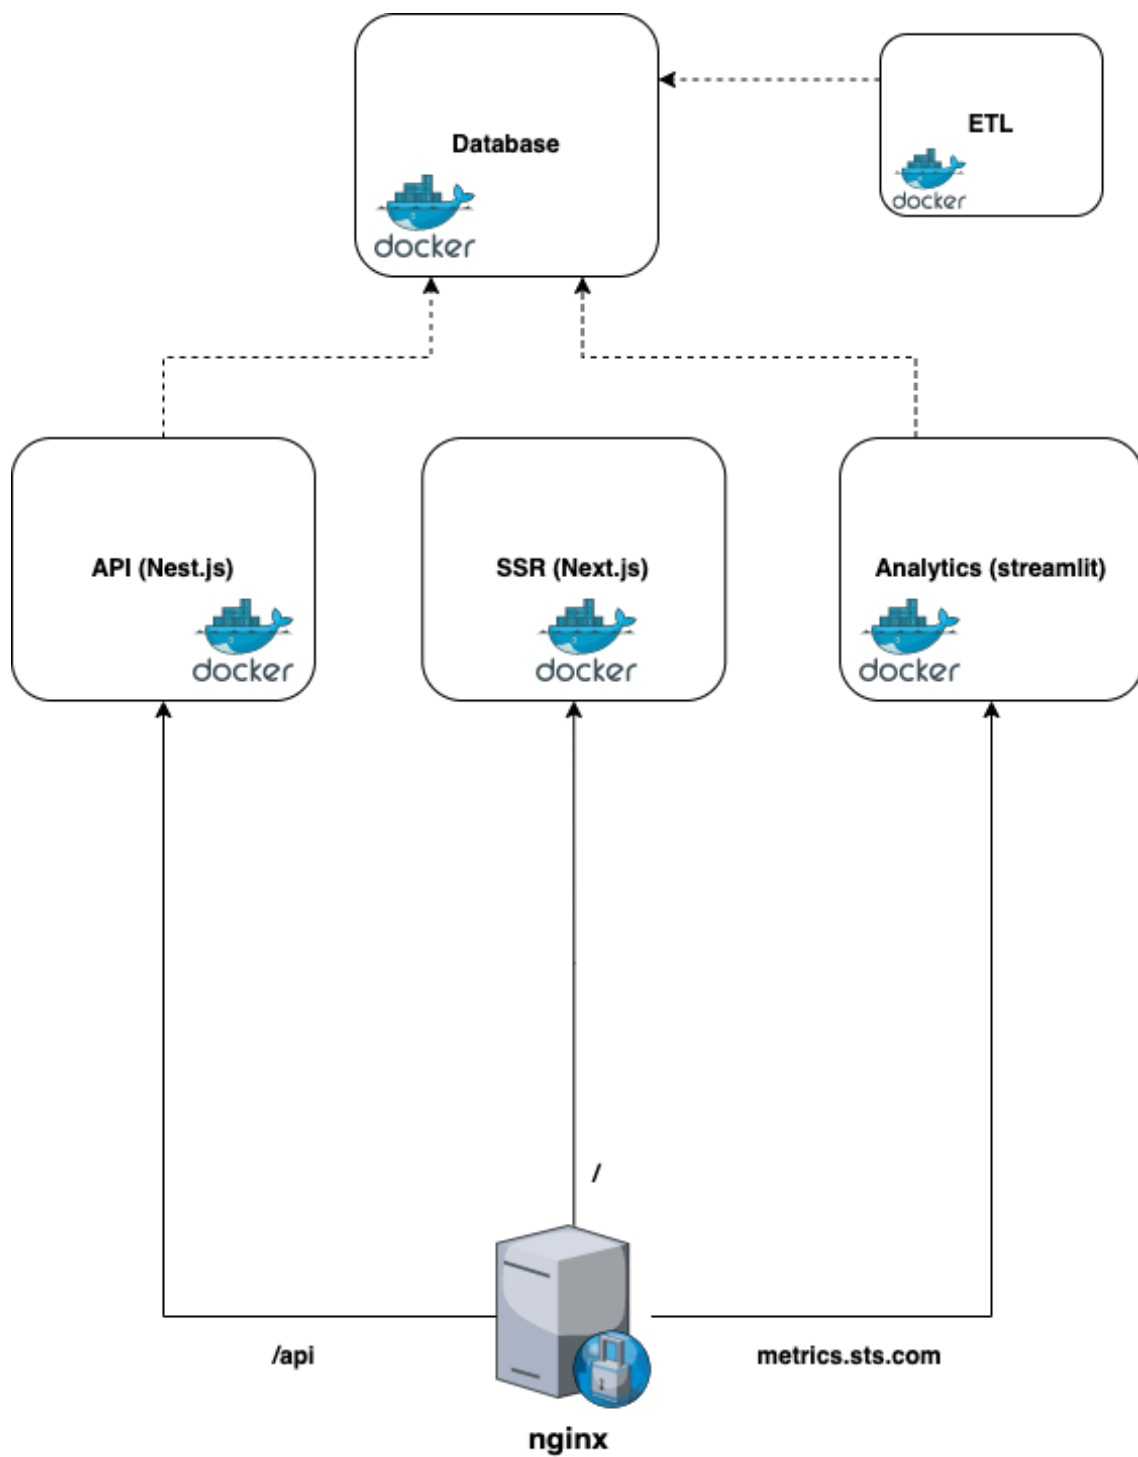 Database
docker
ETL
docker
API (Nest.js)
docker
SSR (Next.js)
docker
Analytics (streamlit)
docker
/
/api
metrics.sts.com
nginx